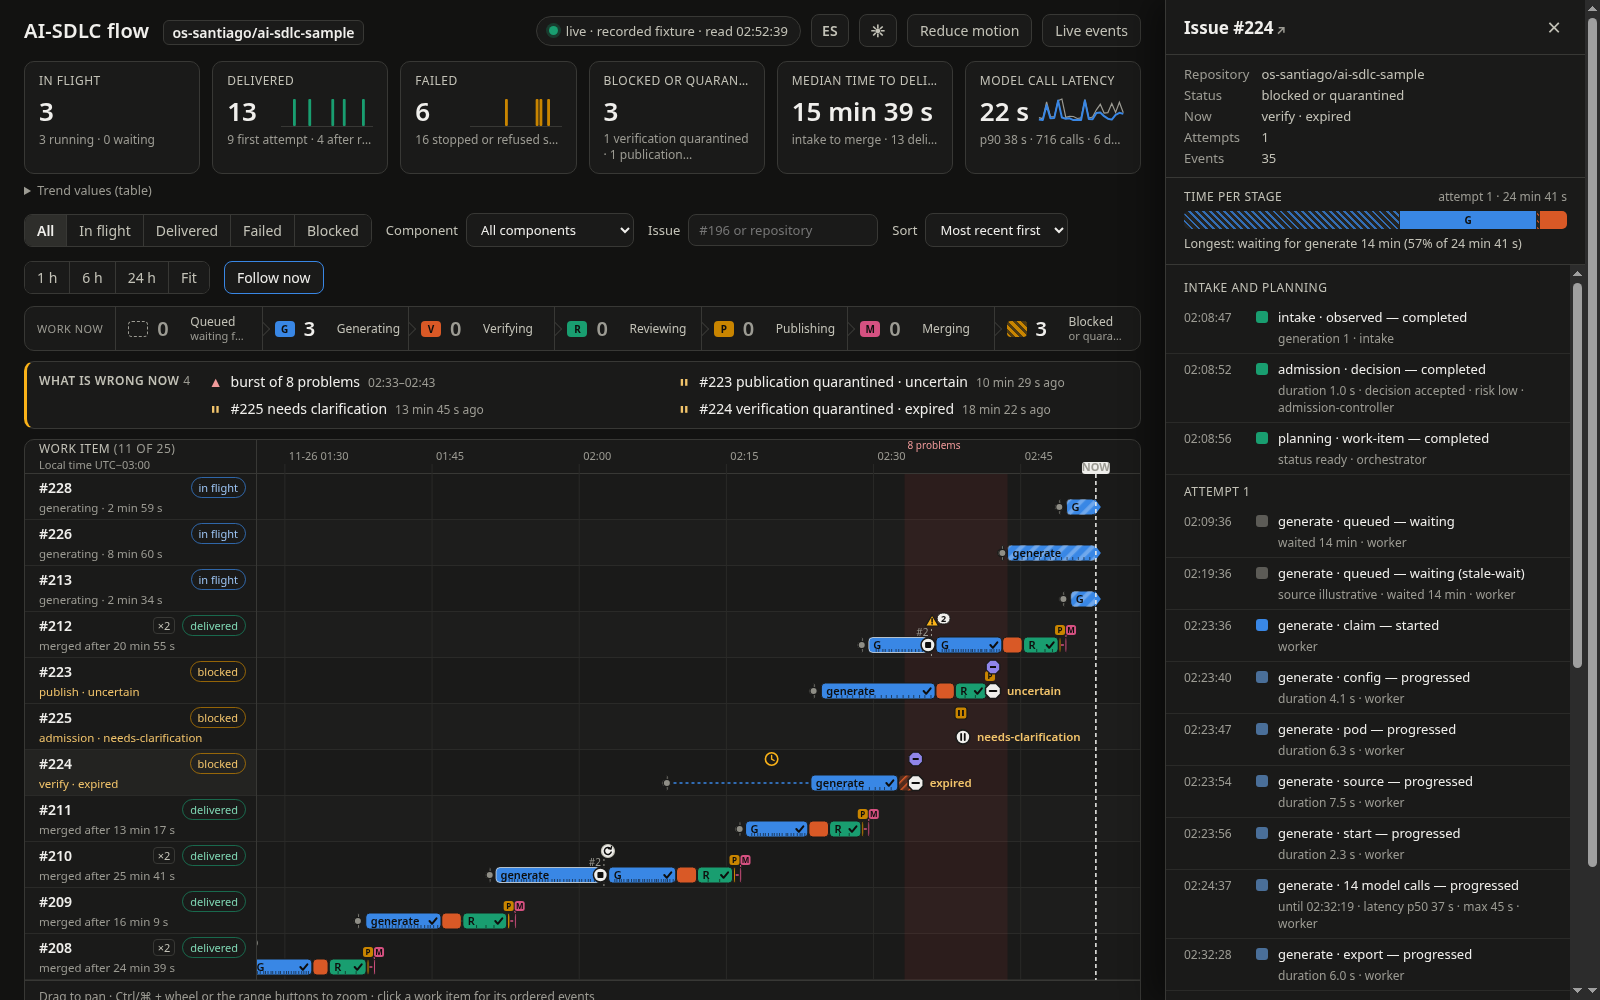 AI-SDLC flow
os-santiago/ai-sdlc-sample
live · recorded fixture · read 02:52:39
ES
Reduce motion
Live events
IN FLIGHT
3
3 running · 0 waiting
DELIVERED
13
9 first attempt · 4 after r...
FAILED
6
16 stopped or refused s...
BLOCKED OR QUARAN...
3
1 verification quarantined
· 1 publication...
MEDIAN TIME TO DELI...
15 min 39 s
intake to merge · 13 deli...
MODEL CALL LATENCY
22 s
p90 38 s · 716 calls · 6 d...
Trend values (table)
All
In flight
Delivered
Failed
Blocked
Component
All components
Issue
#196 or repository
Sort
Most recent first
1 h
6 h
24 h
Fit
Follow now
WORK NOW
0
Queued
waiting f...
G 3 Generating
V 0 Verifying
R 0 Reviewing
P 0 Publishing
M 0 Merging
3
Blocked
or quara...
WHAT IS WRONG NOW 4
burst of 8 problems 02:33–02:43
#223 publication quarantined · uncertain 10 min 29 s ago
#225 needs clarification 13 min 45 s ago
#224 verification quarantined · expired 18 min 22 s ago
WORK ITEM (11 OF 25)
Local time UTC−03:00
11-26 01:30
01:45
02:00
02:15
02:30
02:45
8 problems
NOW
#228
in flight
generating · 2 min 59 s
G
#226
in flight
generating · 8 min 60 s
generate
#213
in flight
generating · 2 min 34 s
G
#212
×2
delivered
merged after 20 min 55 s
2
#2
P M
G
G
R
#223
blocked
publish · uncertain
P
generate
R
uncertain
#225
blocked
admission · needs-clarification
needs-clarification
#224
blocked
verify · expired
generate
expired
#211
delivered
merged after 13 min 17 s
P M
G
R
#210
×2
delivered
merged after 25 min 41 s
#2
P M
generate
G
R
#209
delivered
merged after 16 min 9 s
P M
generate
R
#208
×2
delivered
merged after 24 min 39 s
P M
G
R
Drag to pan · Ctrl/⌘ + wheel or the range buttons to zoom · click a work item for its ordered events
Issue #224 ↗
×
Repository os-santiago/ai-sdlc-sample
Status blocked or quarantined
Now verify · expired
Attempts 1
Events 35
TIME PER STAGE
attempt 1 · 24 min 41 s
G
Longest: waiting for generate 14 min (57% of 24 min 41 s)
INTAKE AND PLANNING
02:08:47 intake · observed — completed
generation 1 · intake
02:08:52 admission · decision — completed
duration 1.0 s · decision accepted · risk low ·
admission-controller
02:08:56 planning · work-item — completed
status ready · orchestrator
ATTEMPT 1
02:09:36 generate · queued — waiting
waited 14 min · worker
02:19:36 generate · queued — waiting (stale-wait)
source illustrative · waited 14 min · worker
02:23:36 generate · claim — started
worker
02:23:40 generate · config — progressed
duration 4.1 s · worker
02:23:47 generate · pod — progressed
duration 6.3 s · worker
02:23:54 generate · source — progressed
duration 7.5 s · worker
02:23:56 generate · start — progressed
duration 2.3 s · worker
02:24:37 generate · 14 model calls — progressed
until 02:32:19 · latency p50 37 s · max 45 s ·
worker
02:32:28 generate · export — progressed
duration 6.0 s · worker